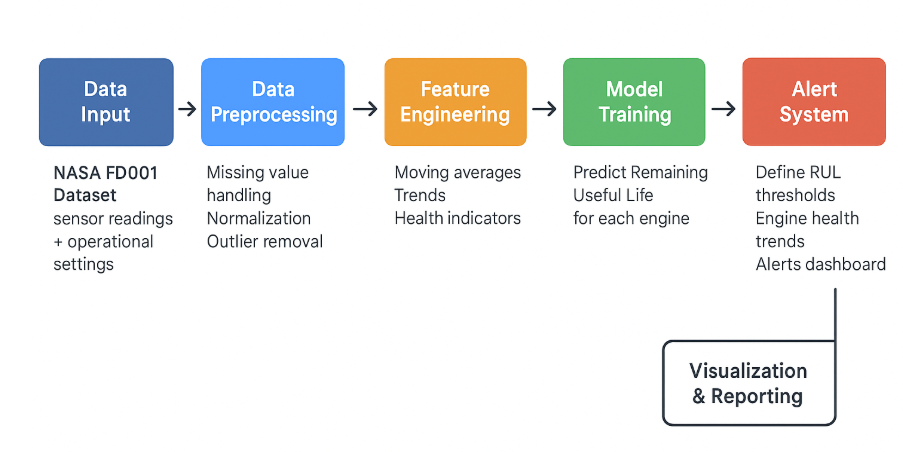 Data
Input
Data
Preprocessing
Feature
Engineering
Model
Training
Alert
System
NASA FD001
Dataset
sensor readings
+ operational
settings
Missing value
handling
Normalization
Outlier removal
Moving averages
Trends
Health indicators
Predict Remaining
Useful Life
for each engine
Define RUL
thresholds
Engine health
trends
Alerts dashboard
Visualization
& Reporting